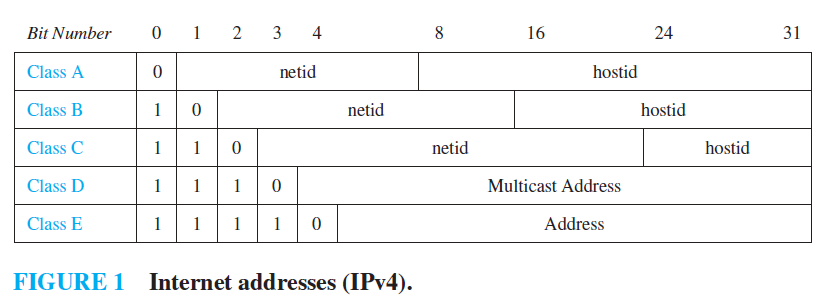 Bit Number 0 1 2 3 4 8 16 24 31
Class A 0 netid hostid
Class B 1 0 netid hostid
Class C 1 1 0 netid hostid
Class D 1 1 1 0 Multicast Address
Class E 1 1 1 1 0 Address
FIGURE 1 Internet addresses (IPv4).